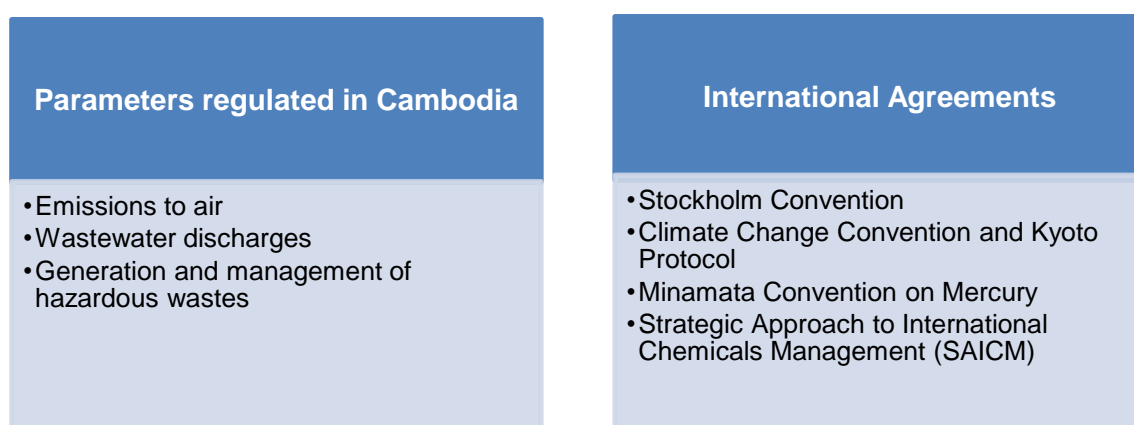 Parameters regulated in Cambodia
•Emissions to air
•Wastewater discharges
•Generation and management of
hazardous wastes
International Agreements
•Stockholm Convention
•Climate Change Convention and Kyoto
Protocol
•Minamata Convention on Mercury
•Strategic Approach to International
Chemicals Management (SAICM)